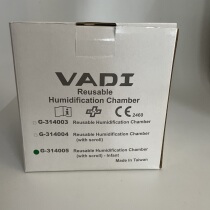 VADI
Reusable
Humidification Chamber
CE 2460
G-314003 Reusable Humidification Chamber
G-314004 Reusable Humidification Chamber
(with scroll)
G-314005 Reusable Humidification Chamber
(with scroll) - Infant
Made in Taiwan